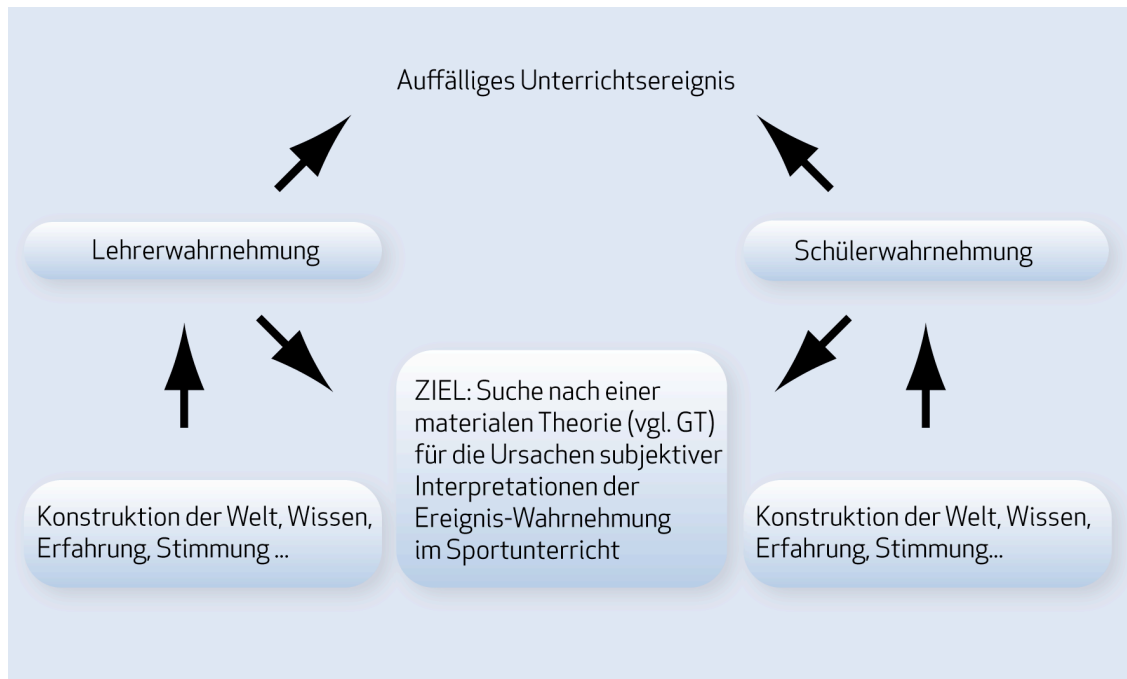 Auffälliges Unterrichtsereignis
Lehrerwahrnehmung
Schülerwahrnehmung
ZIEL: Suche nach einer
materialen Theorie (vgl. GT)
für die Ursachen subjektiver
Interpretationen der
Ereignis-Wahrnehmung
im Sportunterricht
Konstruktion der Welt, Wissen,
Erfahrung, Stimmung ...
Konstruktion der Welt, Wissen,
Erfahrung, Stimmung...